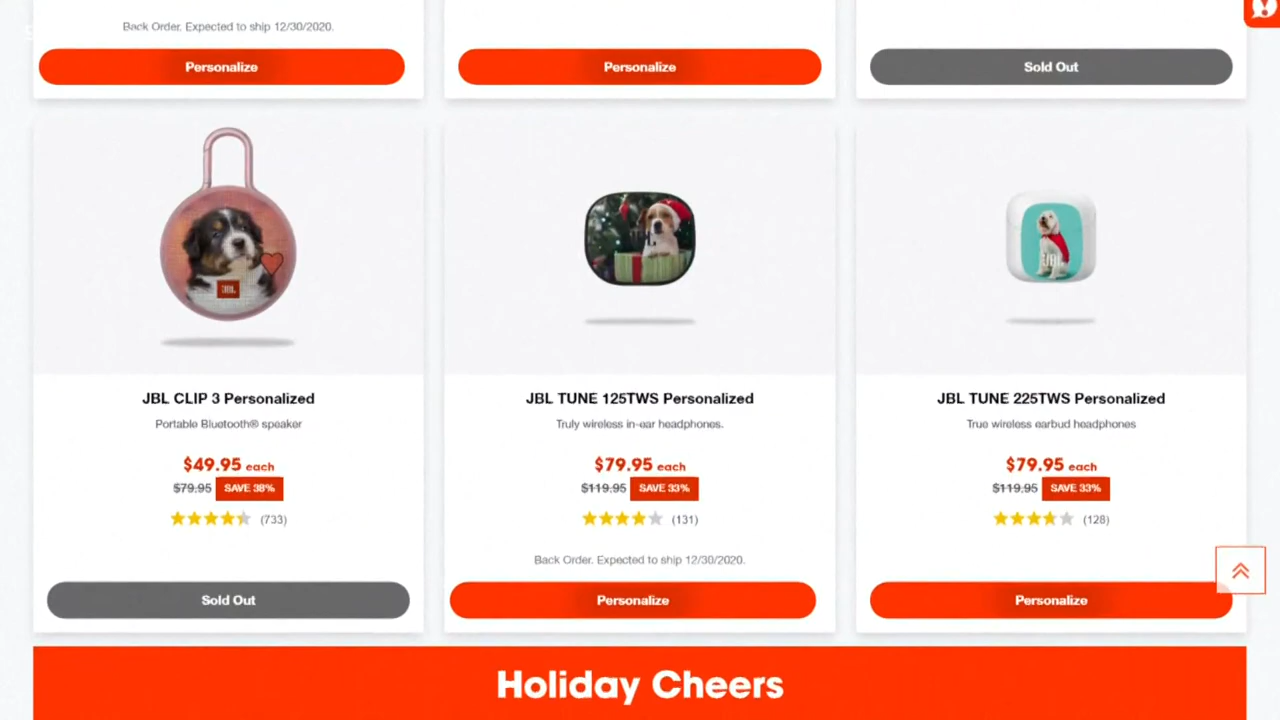 Back Order. Expected to ship 12/30/2020.
Personalize
Personalize
Sold Out
JBL
JBL CLIP 3 Personalized
Portable Bluetooth® speaker
$49.95 each
$79.95 SAVE 38%
(733)
Sold Out
JBL TUNE 125TWS Personalized
Truly wireless in-ear headphones.
$79.95 each
$119.95 SAVE 33%
(131)
Back Order. Expected to ship 12/30/2020.
Personalize
JBL
JBL TUNE 225TWS Personalized
True wireless earbud headphones
$79.95 each
$119.95 SAVE 33%
(128)
Personalize
Holiday Cheers